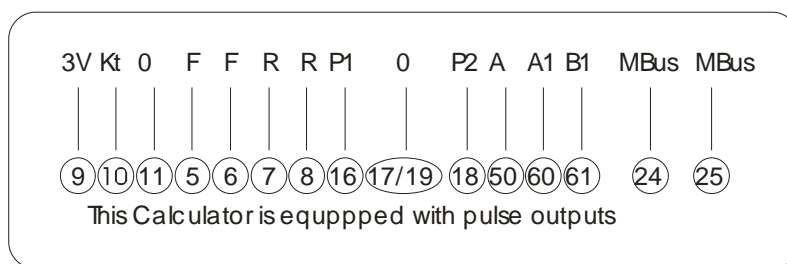 3V Kt 0 F F R R P1 0 P2 A A1 B1 MBus MBus
9 10 11 5 6 7 8 16 17/19 18 50 60 61 24 25
This Calculator is equppped with pulse outputs